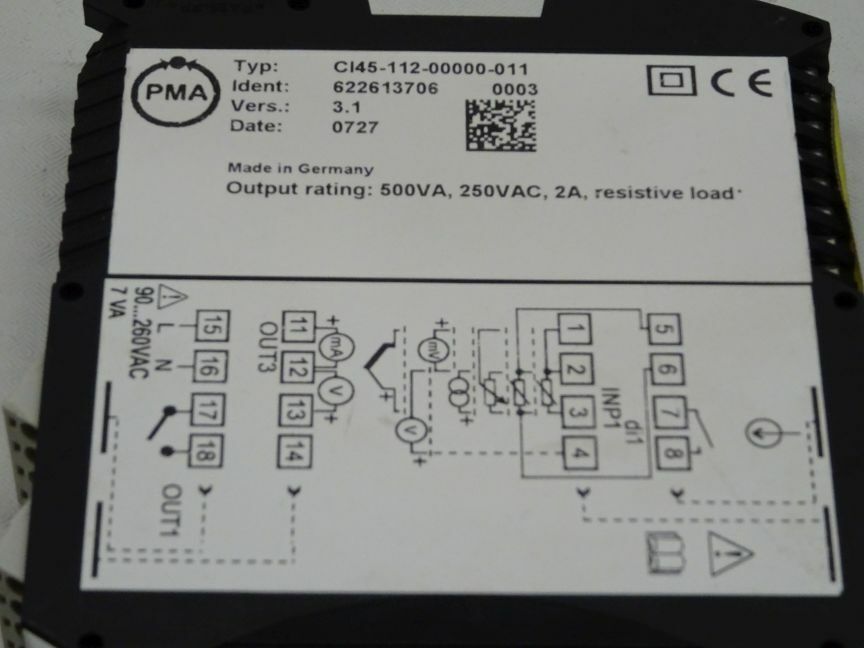 PMA
Typ: CI45-112-00000-011
Ident: 622613706 0003
Vers.: 3.1
Date: 0727
CE
Made in Germany
Output rating: 500VA, 250VAC, 2A, resistive load
90...260VAC
7 VA
L
N
15
16
17
18
OUT1
11
12
13
14
OUT3
+
mA
V
+
+
mV
+
+
V
+
1
2
3
4
INP1
di1
5
6
7
8